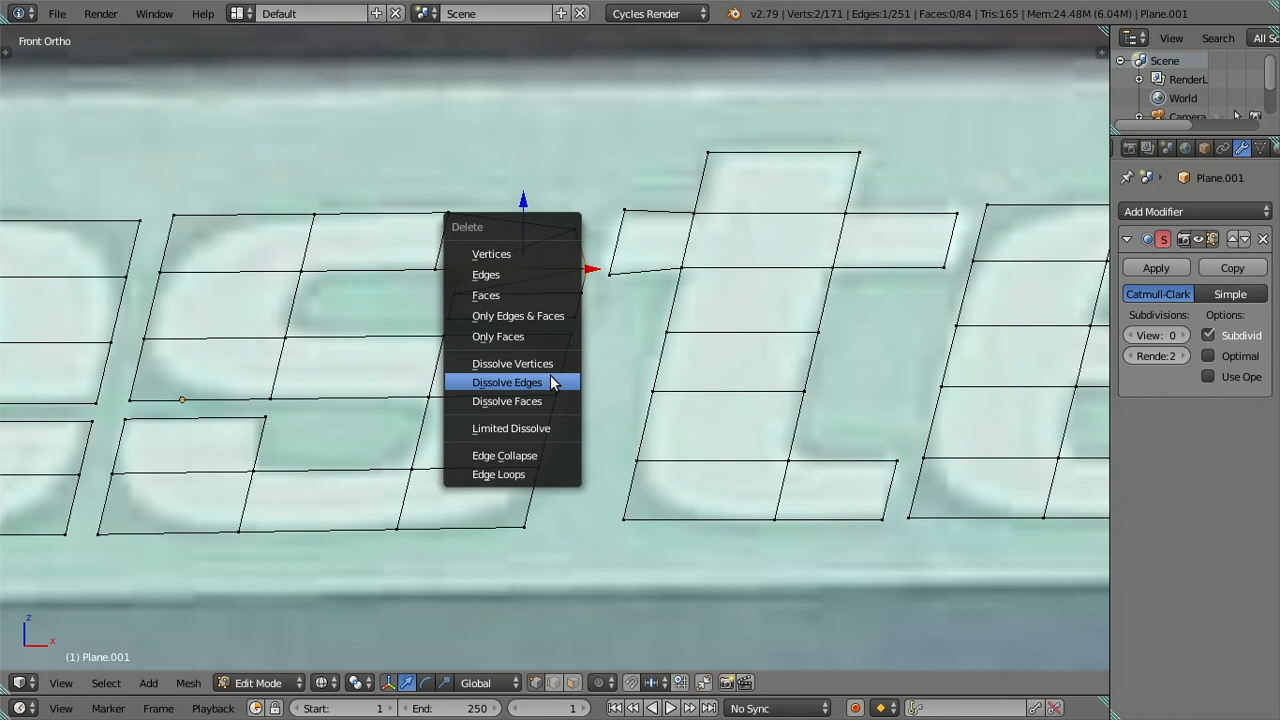 File Render Window Help Default Scene Cycles Render v2.79 | Verts:2/171 | Edges:1/251 | Faces:0/84 | Tris:165 | Mem:24.48M (6.04M) | Plane.001
Front Ortho
View Search All Sc
Scene
RenderL
World
Camera
Plane.001
Add Modifier
S
Apply Copy
Catmull-Clark Simple
Subdivisions: Options:
View: 0 Subdivid
Rende:2 Optimal
Use Ope
Delete
Vertices
Edges
Faces
Only Edges & Faces
Only Faces
Dissolve Vertices
Dissolve Edges
Dissolve Faces
Limited Dissolve
Edge Collapse
Edge Loops
z
x
(1) Plane.001
View Select Add Mesh Edit Mode Global
View Marker Frame Playback Start: 1 End: 250 1 No Sync